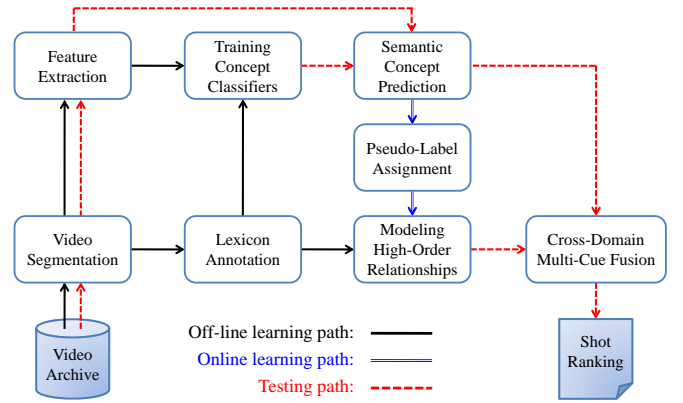 Feature
Extraction
Training
Concept
Classifiers
Semantic
Concept
Prediction
Pseudo-Label
Assignment
Video
Segmentation
Lexicon
Annotation
Modeling
High-Order
Relationships
Cross-Domain
Multi-Cue Fusion
Video
Archive
Off-line learning path:
Online learning path:
Testing path:
Shot
Ranking